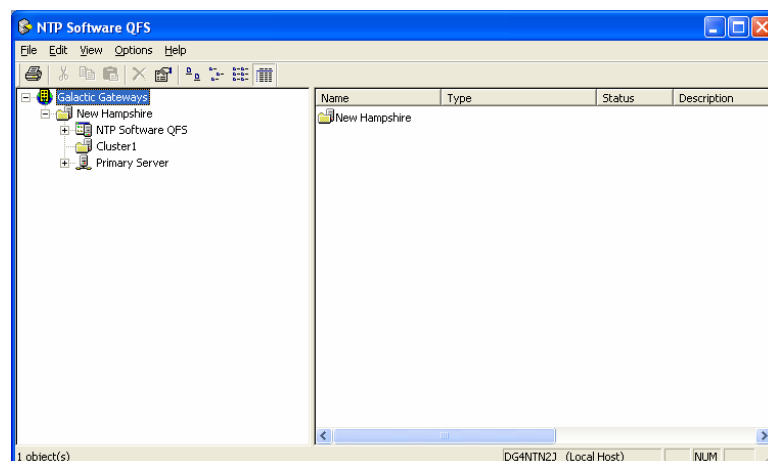 NTP Software QFS
File Edit View Options Help
Galactic Gateways
New Hampshire
NTP Software QFS
Cluster1
Primary Server
Name Type Status Description
New Hampshire
1 object(s) DG4NTN2J (Local Host) NUM